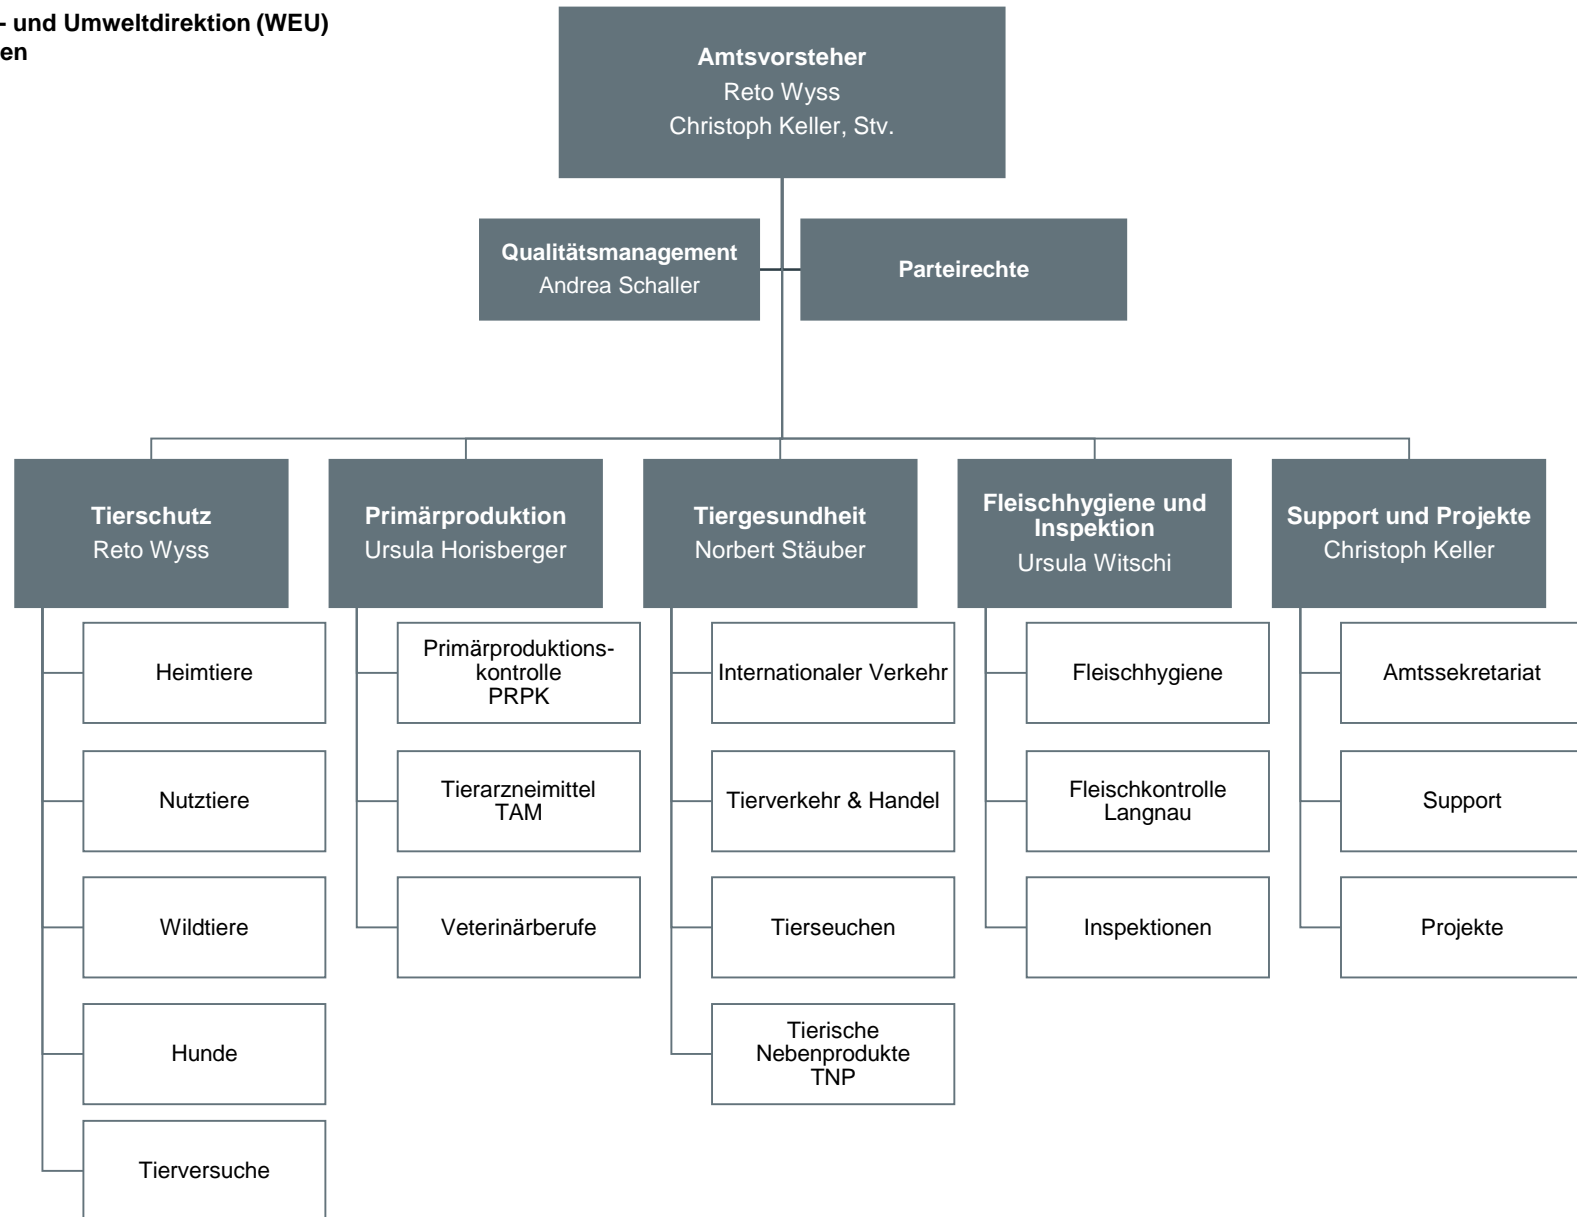 - und Umweltdirektion (WEU)
en
Amtsvorsteher
Reto Wyss
Christoph Keller, Stv.
Qualitätsmanagement
Andrea Schaller
Parteirechte
Tierschutz
Reto Wyss
Primärproduktion
Ursula Horisberger
Tiergesundheit
Norbert Stäuber
Fleischhygiene und
Inspektion
Ursula Witschi
Support und Projekte
Christoph Keller
Heimtiere
Nutztiere
Wildtiere
Hunde
Tierversuche
Primärproduktions-
kontrolle
PRPK
Tierarzneimittel
TAM
Veterinärberufe
Internationaler Verkehr
Tierverkehr & Handel
Tierseuchen
Tierische
Nebenprodukte
TNP
Fleischhygiene
Fleischkontrolle
Langnau
Inspektionen
Amtssekretariat
Support
Projekte